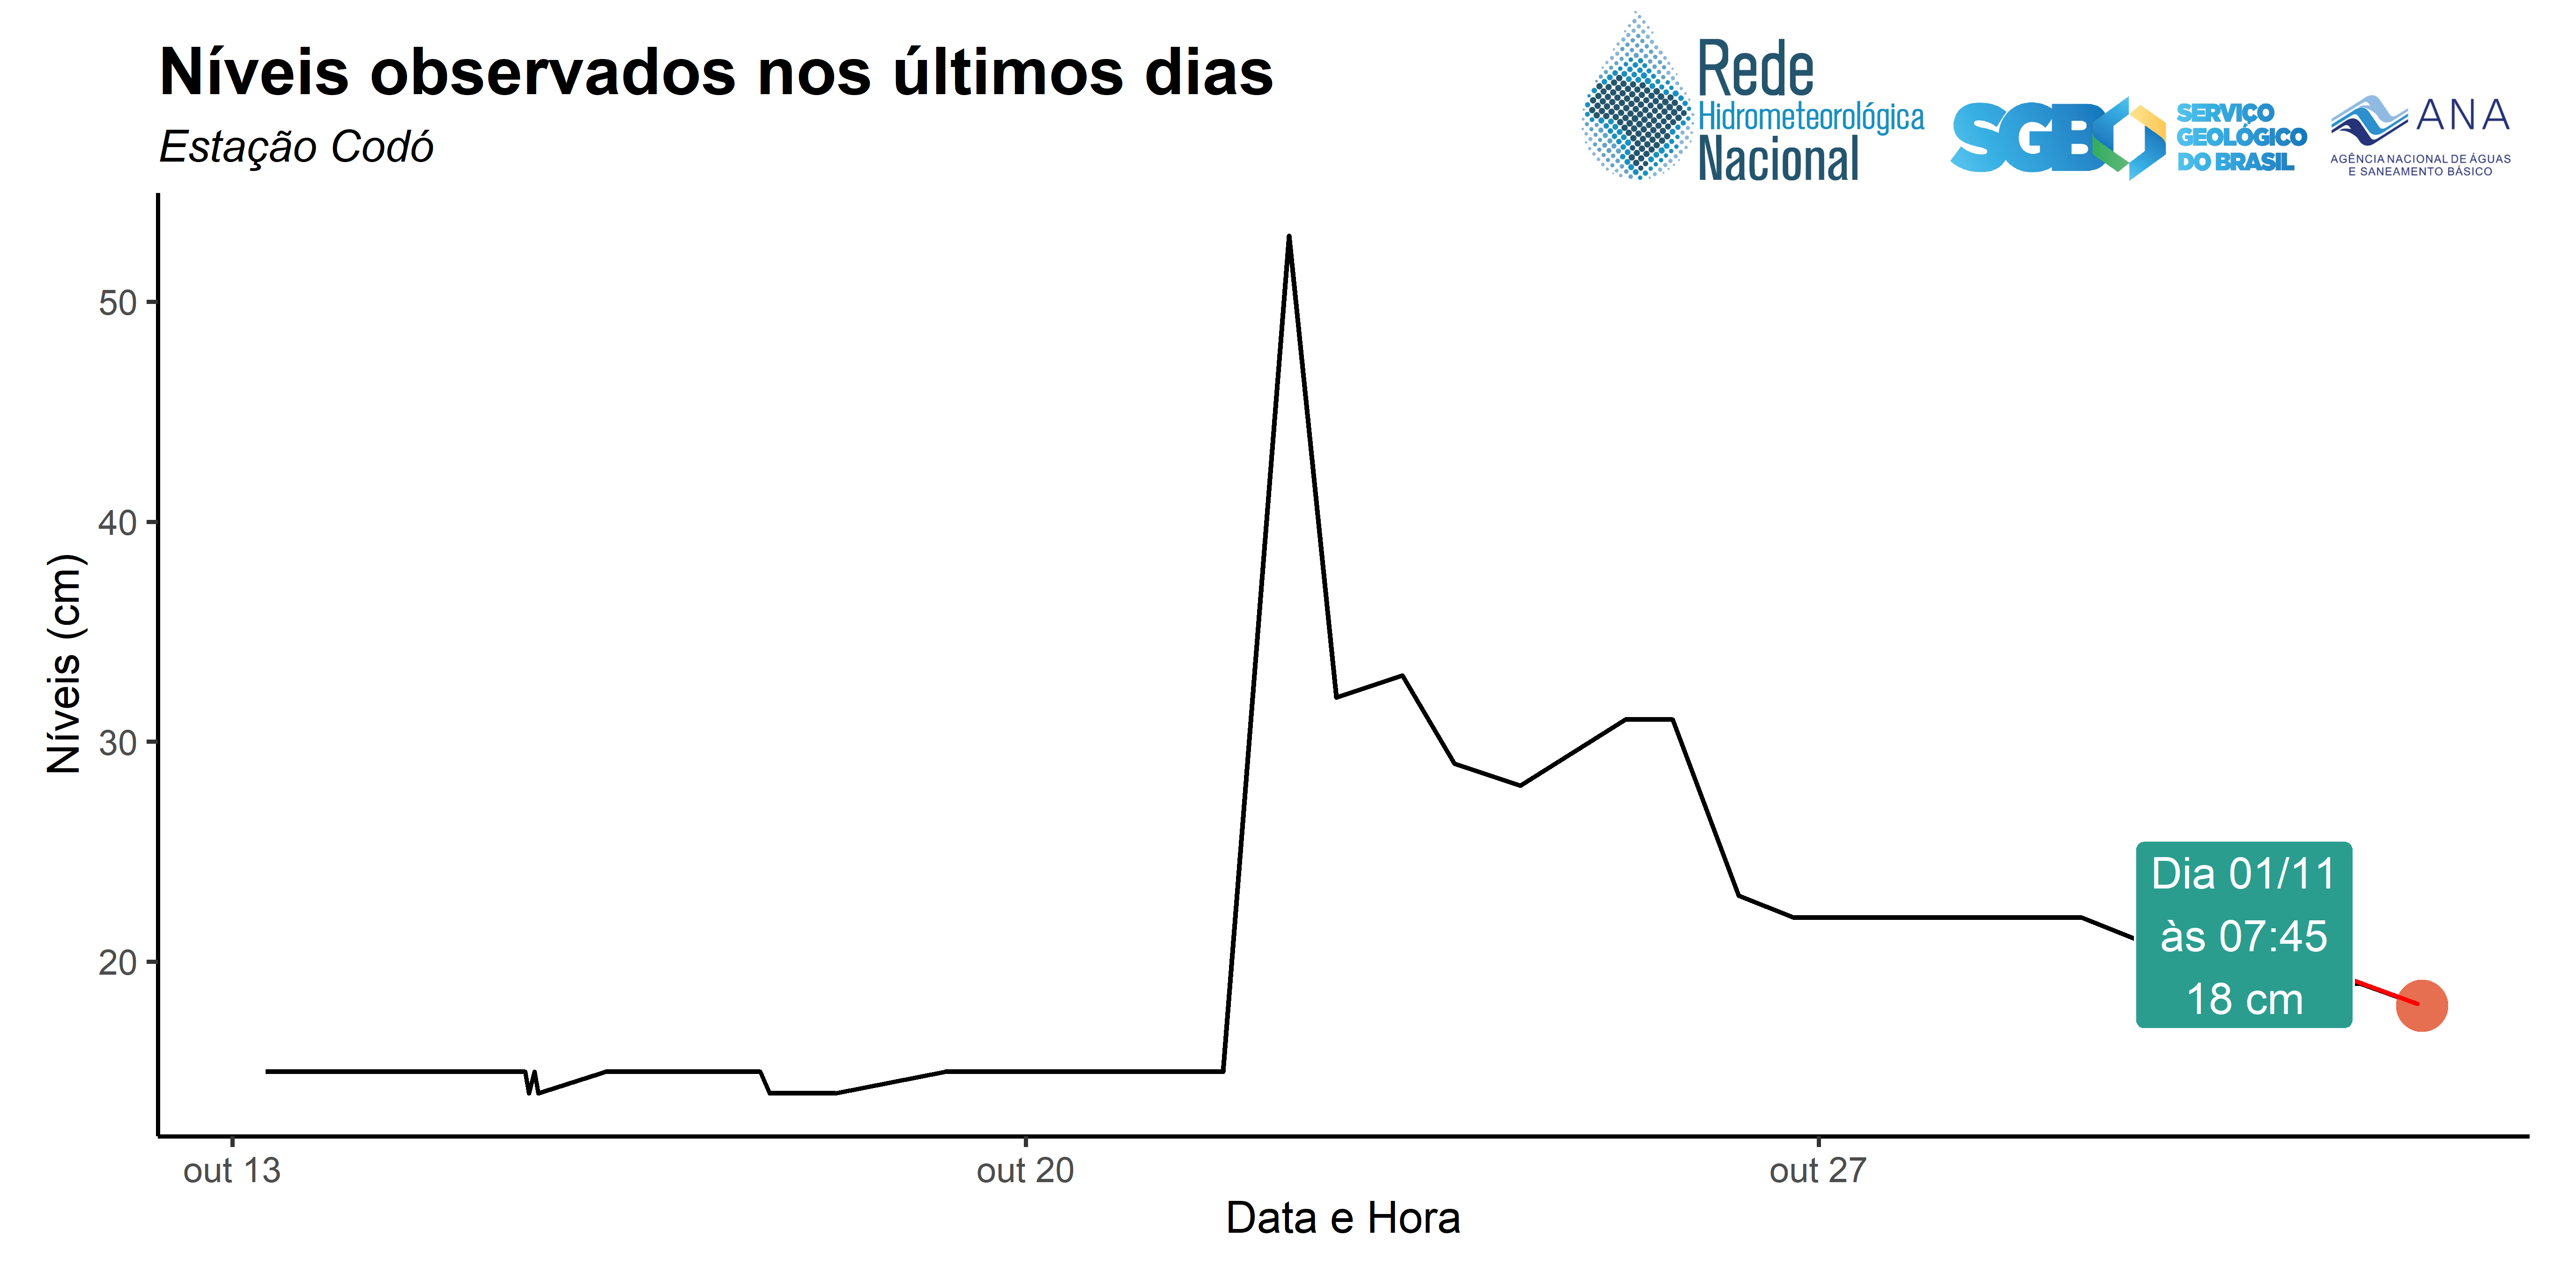 Níveis observados nos últimos dias
Estação Codó
Rede
Hidrometeorológica
Nacional
SGB
SERVIÇO
GEOLÓGICO
DO BRASIL
ANA
AGÊNCIA NACIONAL DE ÁGUAS
E SANEAMENTO BÁSICO
Níveis (cm)
50
40
30
20
Dia 01/11
às 07:45
18 cm
out 13
out 20
out 27
Data e Hora